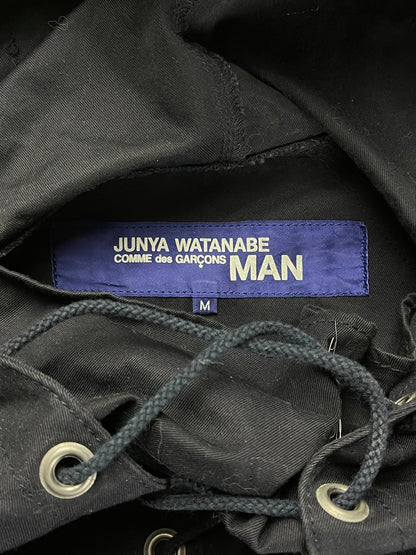 JUNYA WATANABE
COMME des GARÇONS MAN
M